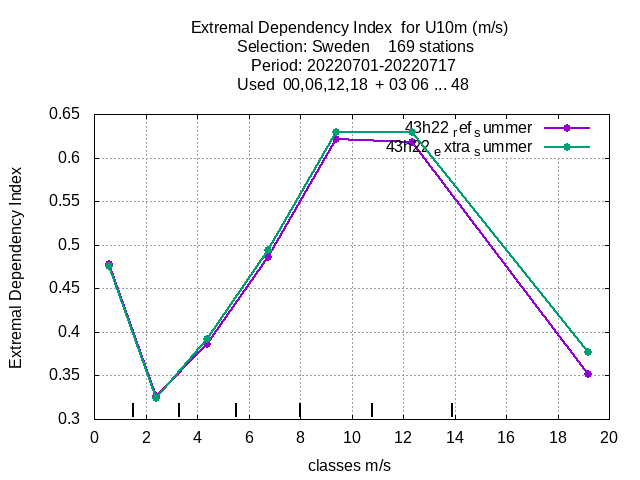 Extremal Dependency Index  for U10m (m/s)
Selection: Sweden    169 stations
Period: 20220701-20220717
Used  00,06,12,18  + 03 06 ... 48
0.65
0.6
0.55
0.5
0.45
0.4
0.35
0.3
Extremal Dependency Index
43h22 ref summer
43h22 extra summer
0 2 4 6 8 10 12 14 16 18 20
classes m/s